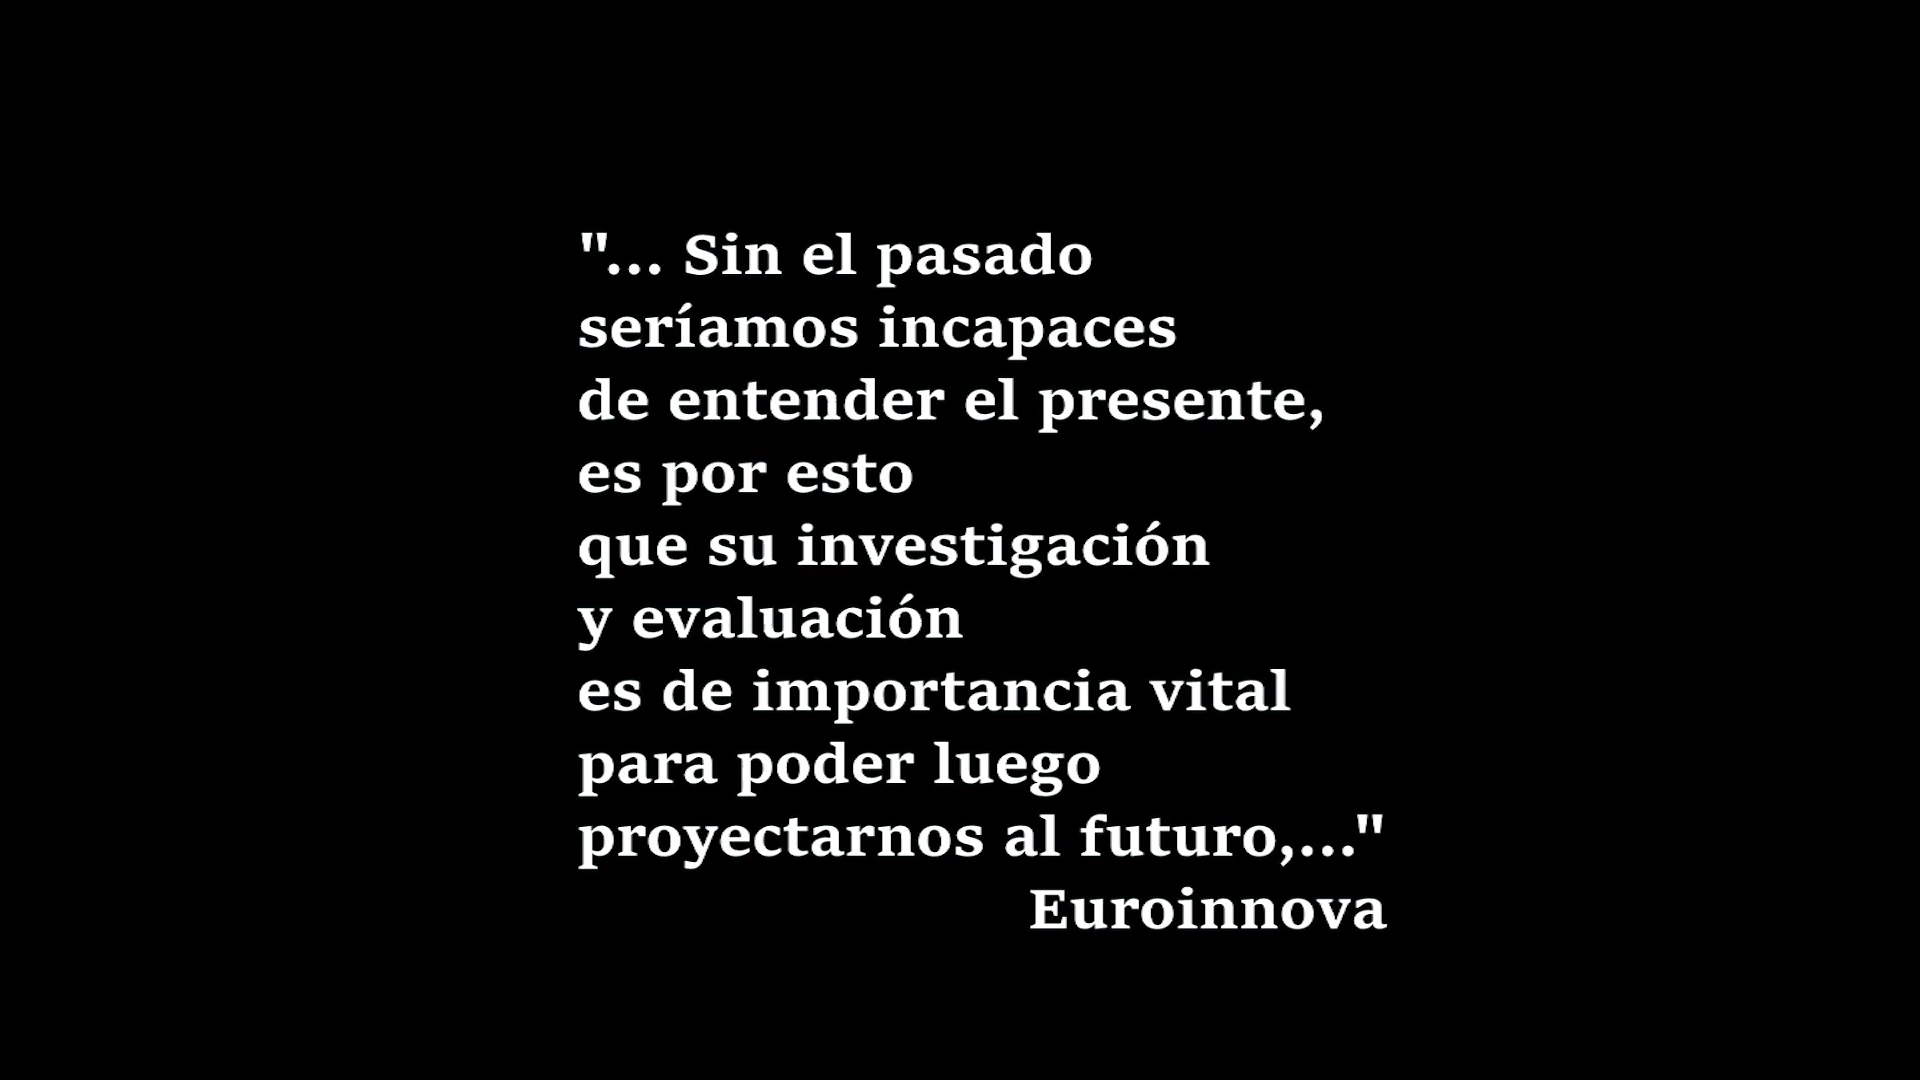 "... Sin el pasado
seríamos incapaces
de entender el presente,
es por esto
que su investigación
y evaluación
es de importancia vital
para poder luego
proyectarnos al futuro,..."
Euroinnova